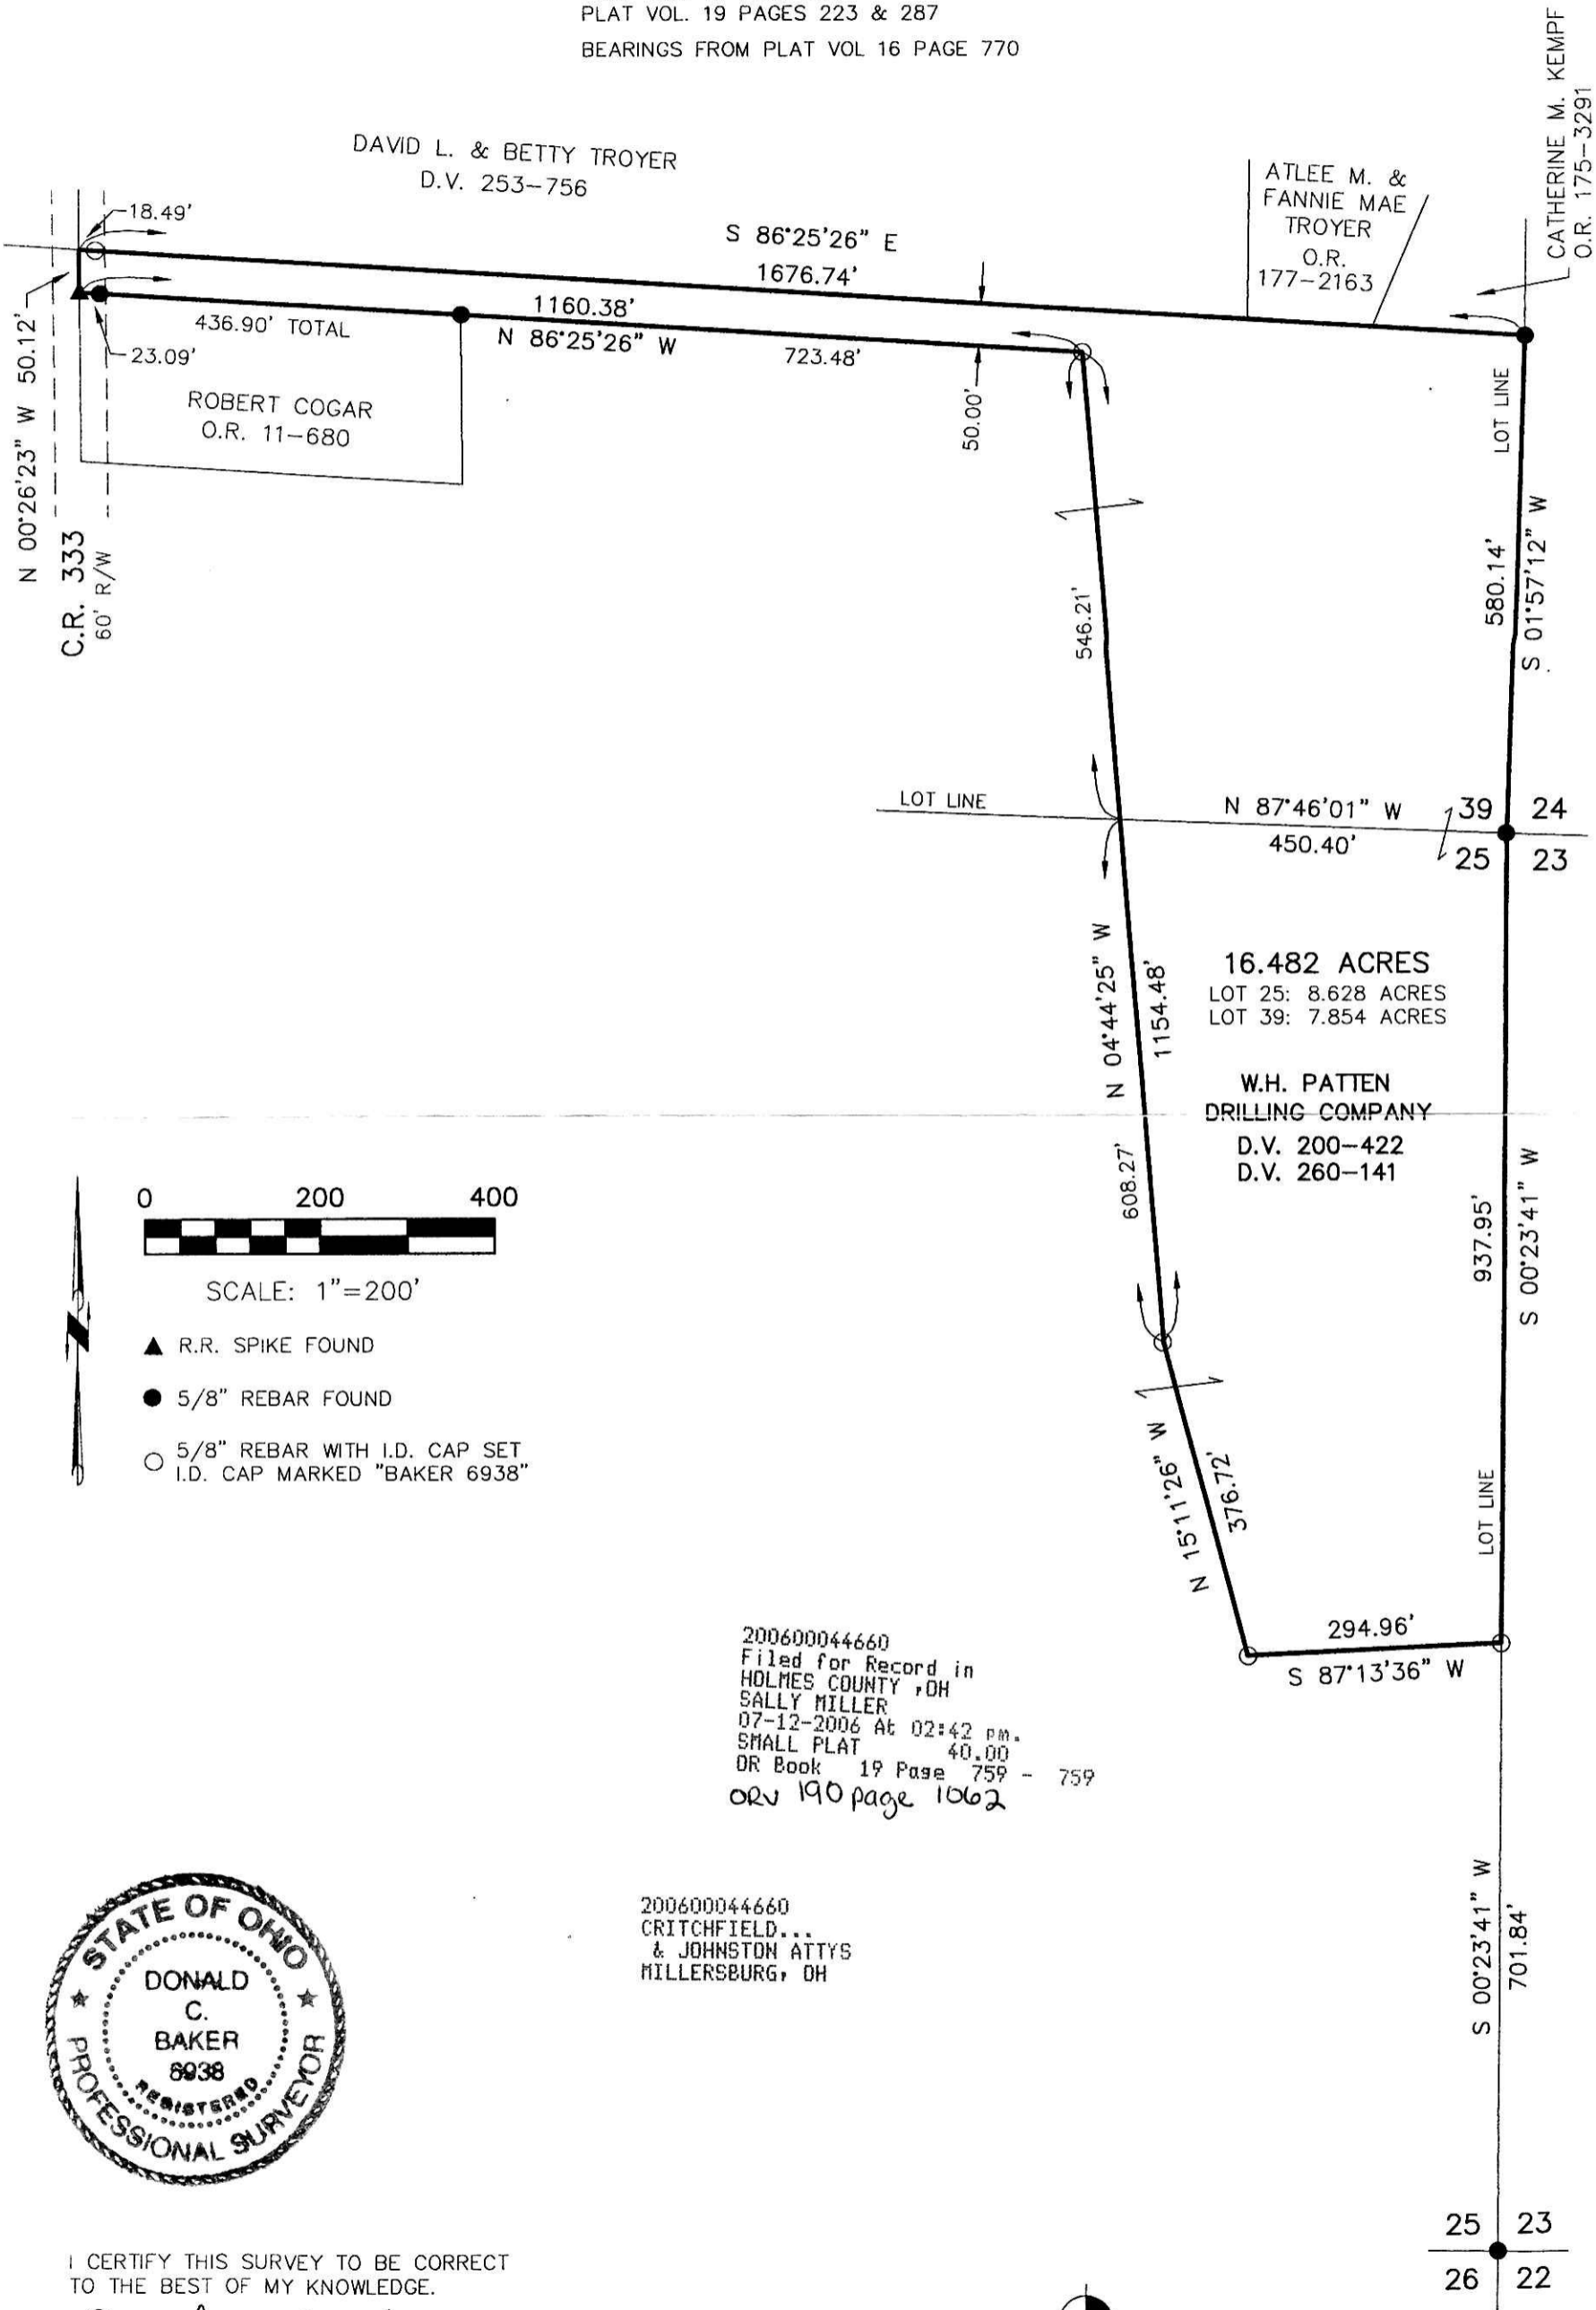 PLAT VOL. 19 PAGES 223 & 287
BEARINGS FROM PLAT VOL 16 PAGE 770
CATHERINE M. KEMPF
O.R. 175-3291
DAVID L. & BETTY TROYER
D.V. 253-756
ATLEE M. &
FANNIE MAE
TROYER
O.R.
177-2163
18.49'
S 86°25'26" E
1676.74'
1160.38'
436.90' TOTAL
N 86°25'26" W
723.48'
23.09'
N 00°26'23" W 50.12'
ROBERT COGAR
O.R. 11-680
50.00'
LOT LINE
C.R. 333
60' R/W
546.21'
580.14'
S 01°57'12" W
LOT LINE
N 87°46'01" W
450.40'
39 24
25 23
N 04°44'25" W
1154.48'
16.482 ACRES
LOT 25: 8.628 ACRES
LOT 39: 7.854 ACRES
W.H. PATTEN
DRILLING COMPANY
D.V. 200-422
D.V. 260-141
608.27'
937.95'
S 00°23'41" W
0 200 400
SCALE: 1"=200'
N
R.R. SPIKE FOUND
5/8" REBAR FOUND
5/8" REBAR WITH I.D. CAP SET
I.D. CAP MARKED "BAKER 6938"
N 15°11'26" W
376.72'
LOT LINE
294.96'
S 87°13'36" W
200600044660
Filed for Record in
HOLMES COUNTY ,OH
SALLY MILLER
07-12-2006 At 02:42 pm.
SMALL PLAT 40.00
OR Book 19 Page 759 - 759
ORV 190 page 1062
200600044660
CRITCHFIELD...
& JOHNSTON ATTYS
MILLERSBURG, OH
S 00°23'41" W
701.84'
STATE OF OHIO
DONALD
C.
BAKER
6938
REGISTERED
PROFESSIONAL SURVEYOR
25 23
26 22
I CERTIFY THIS SURVEY TO BE CORRECT
TO THE BEST OF MY KNOWLEDGE.